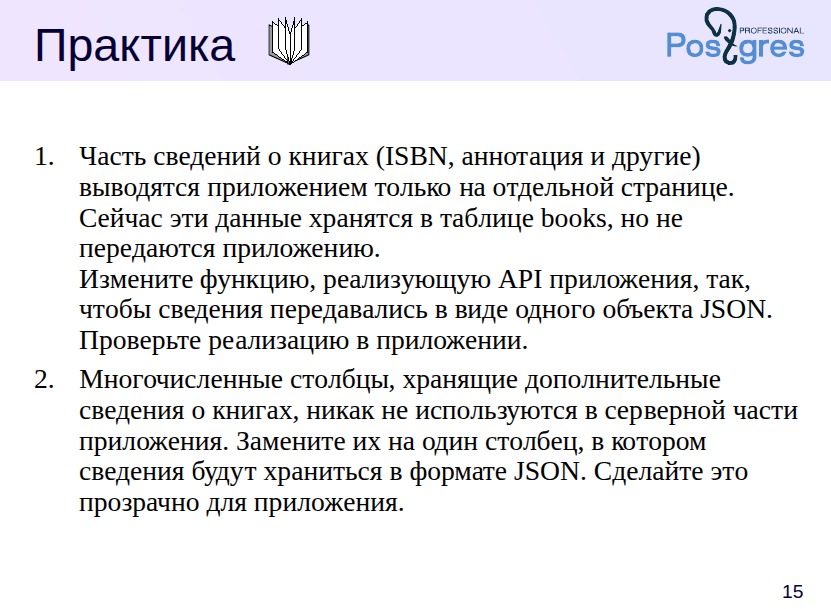 Практика
PROFESSIONAL
Postgres
1. Часть сведений о книгах (ISBN, аннотация и другие)
выводятся приложением только на отдельной странице.
Сейчас эти данные хранятся в таблице books, но не
передаются приложению.
Измените функцию, реализующую API приложения, так,
чтобы сведения передавались в виде одного объекта JSON.
Проверьте реализацию в приложении.
2. Многочисленные столбцы, хранящие дополнительные
сведения о книгах, никак не используются в серверной части
приложения. Замените их на один столбец, в котором
сведения будут храниться в формате JSON. Сделайте это
прозрачно для приложения.
15